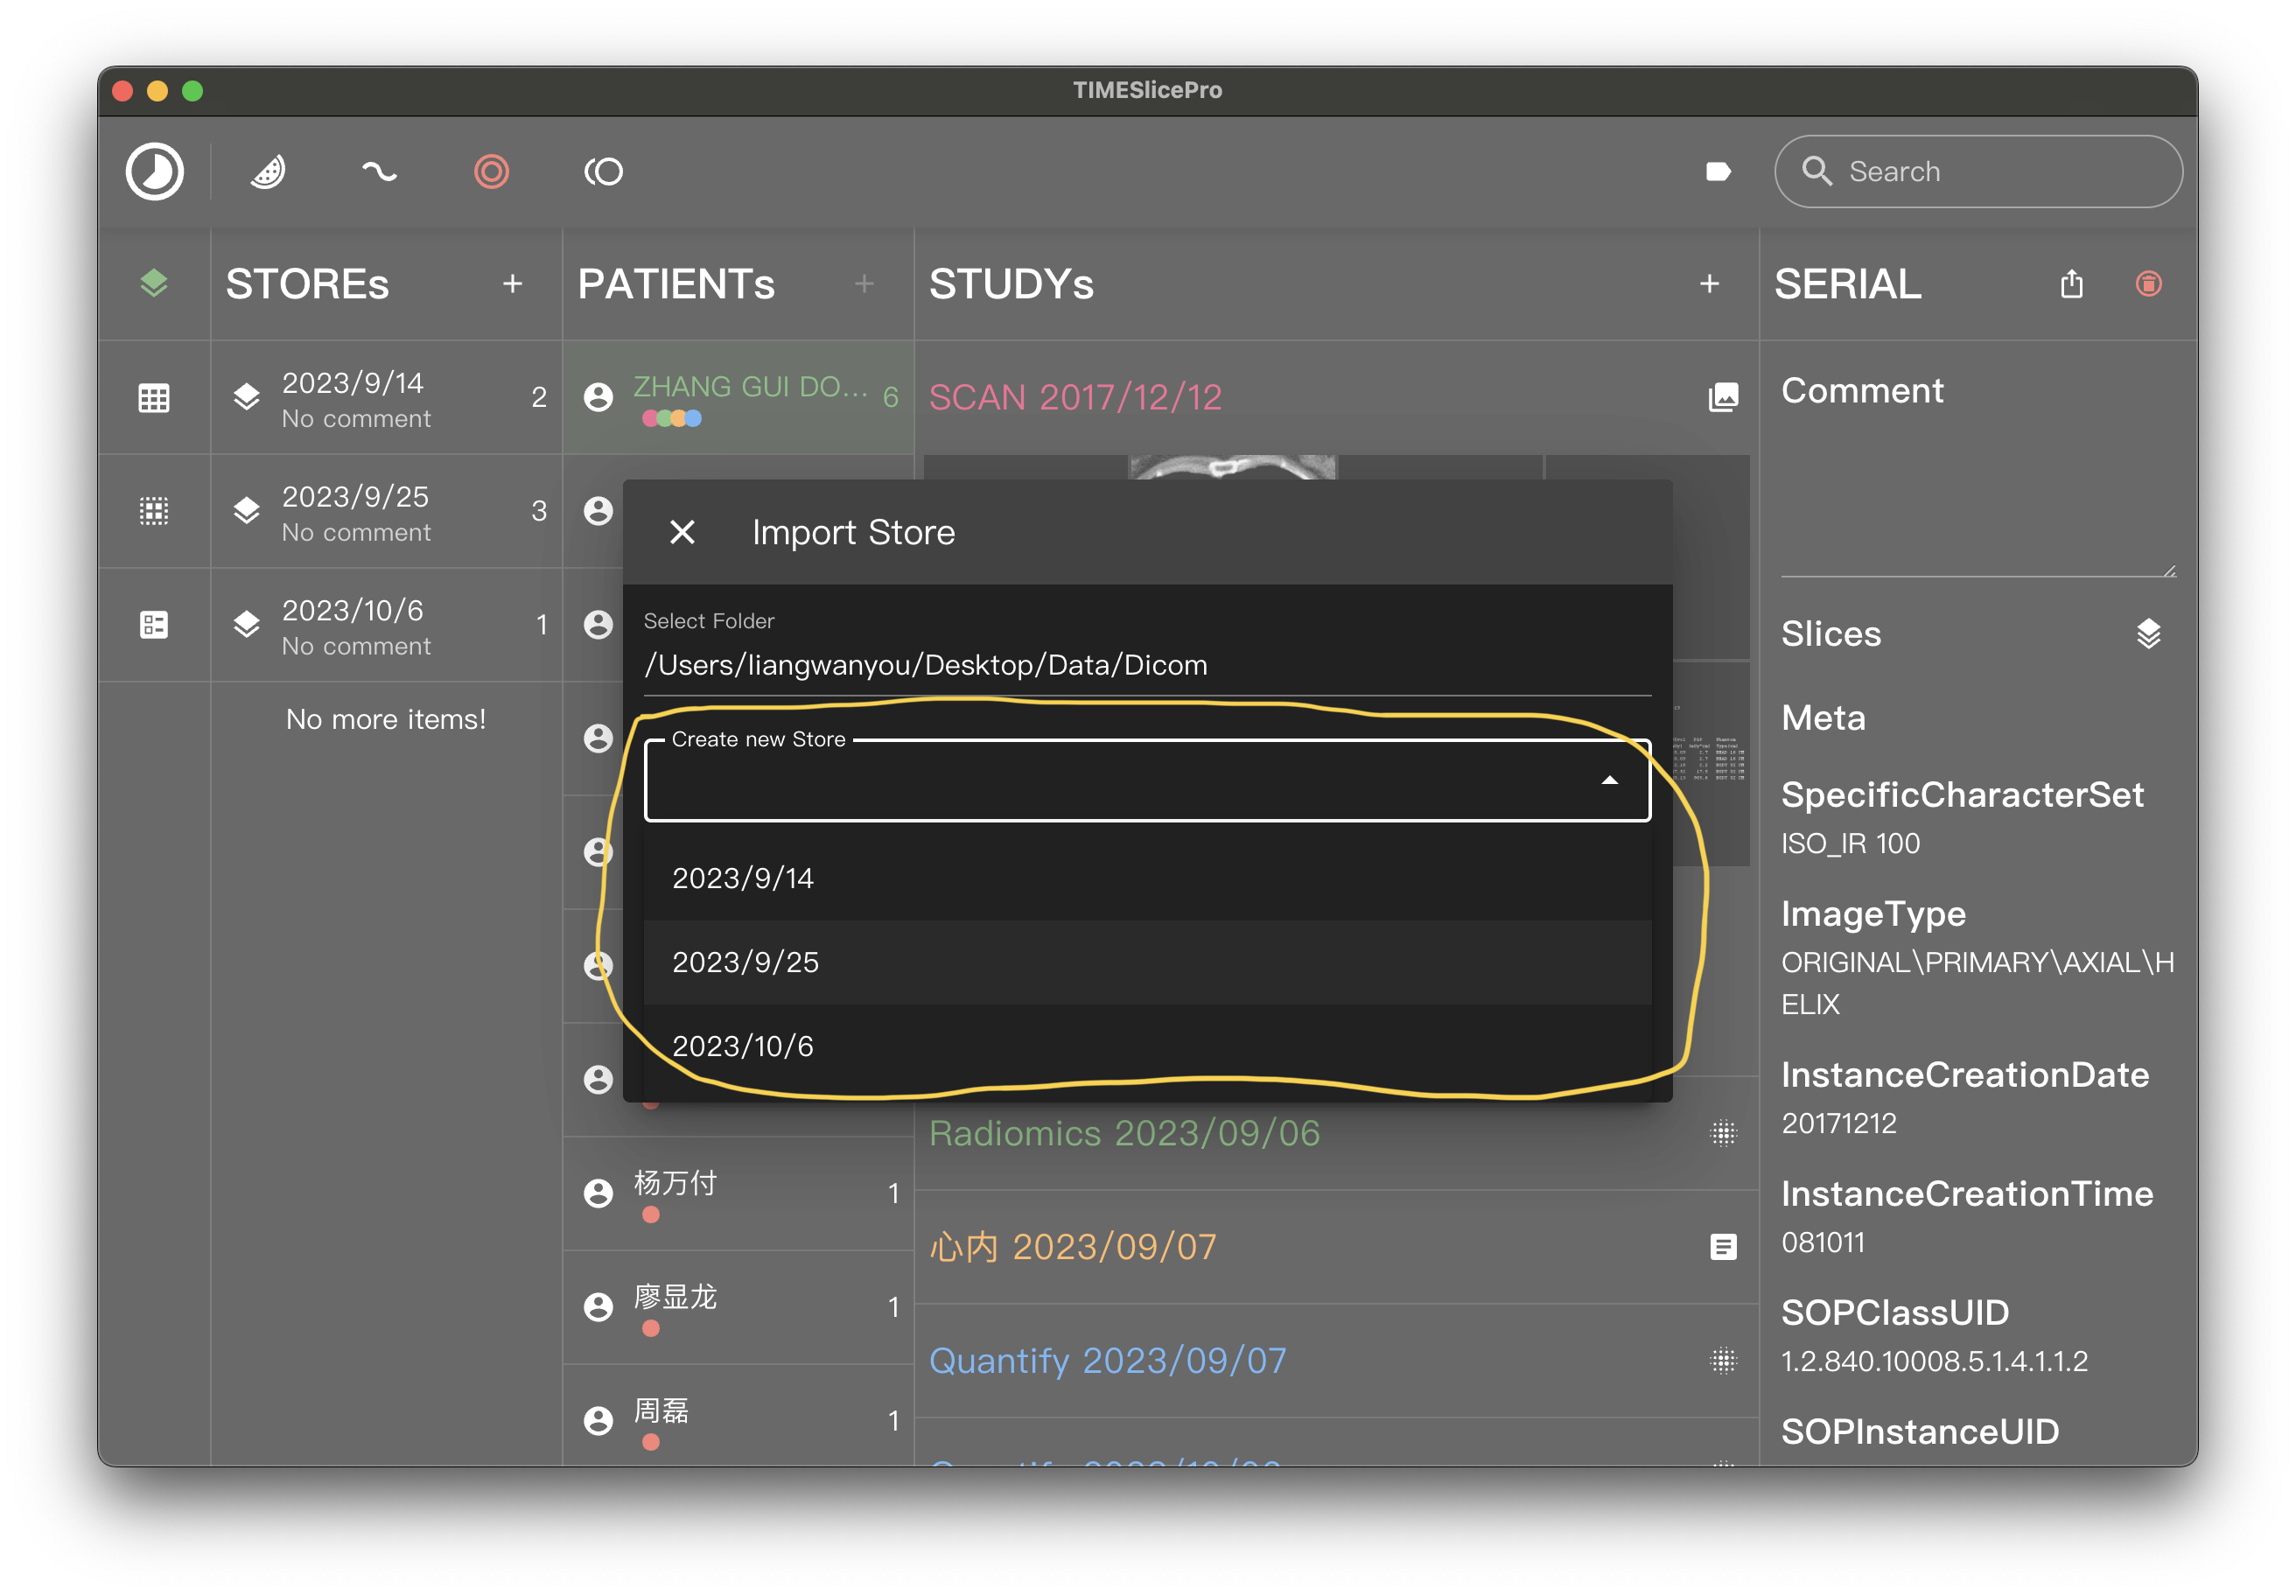 TIMESlicePro
Search
STOREs
PATIENTs
STUDYs
SERIAL
2023/9/14
No comment
2
2023/9/25
No comment
3
2023/10/6
No comment
1
No more items!
ZHANG GUI DO...
6
杨万付
1
廖显龙
1
周磊
1
SCAN 2017/12/12
Import Store
Select Folder
/Users/liangwanyou/Desktop/Data/Dicom
Create new Store
2023/9/14
2023/9/25
2023/10/6
Radiomics 2023/09/06
心内 2023/09/07
Quantify 2023/09/07
Comment
Slices
Meta
SpecificCharacterSet
ISO_IR 100
ImageType
ORIGINAL\PRIMARY\AXIAL\H
ELIX
InstanceCreationDate
20171212
InstanceCreationTime
081011
SOPClassUID
1.2.840.10008.5.1.4.1.1.2
SOPInstanceUID